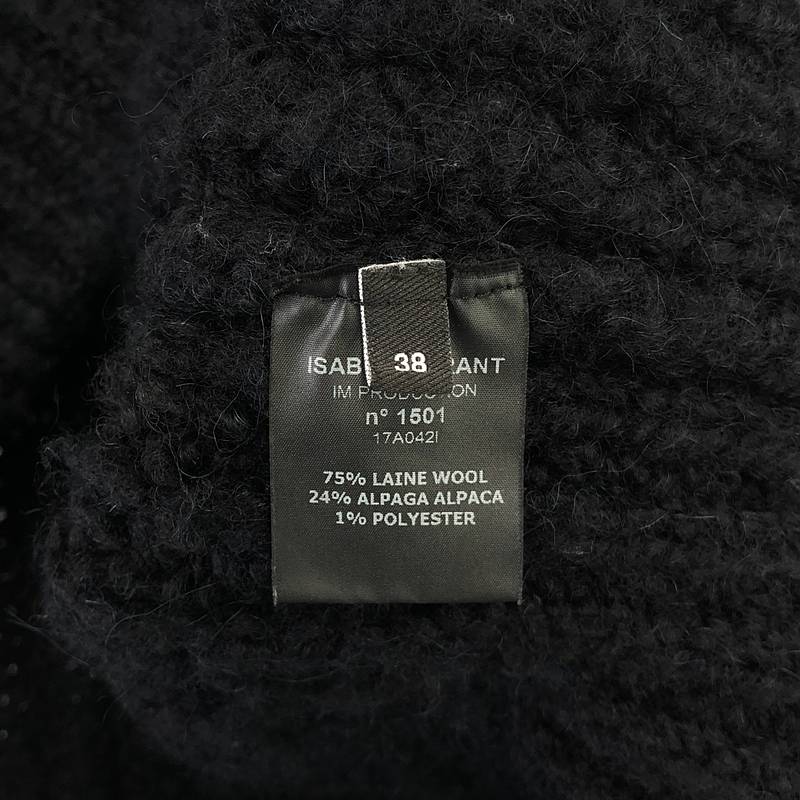 38
ISAB RANT
IM PRODUCTION
n° 1501
17A042I
75% LAINE WOOL
24% ALPAGA ALPACA
1% POLYESTER